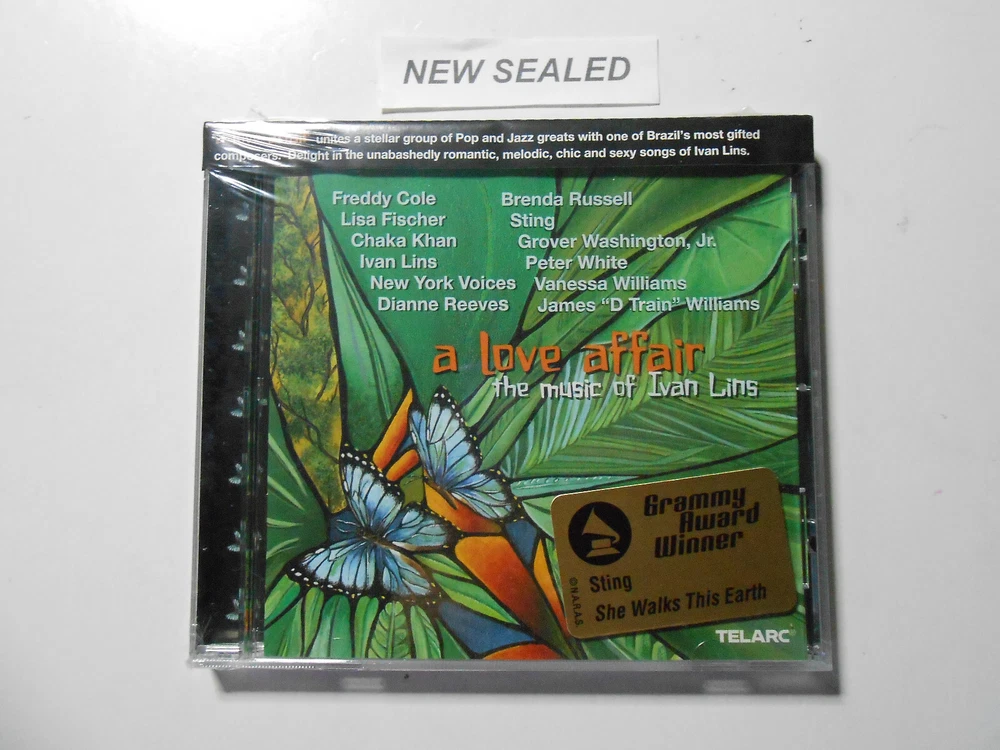 NEW SEALED
unites a stellar group of Pop and Jazz greats with one of Brazil's most gifted
composers. Delight in the unabashedly romantic, melodic, chic and sexy songs of Ivan Lins.
Freddy Cole
Lisa Fischer
Chaka Khan
Ivan Lins
New York Voices
Dianne Reeves
Brenda Russell
Sting
Grover Washington, Jr.
Peter White
Vanessa Williams
James "D Train" Williams
a love affair
the music of Ivan Lins
Grammy
Award
Winner
©N.A.R.A.S.
Sting
She Walks This Earth
TELARC